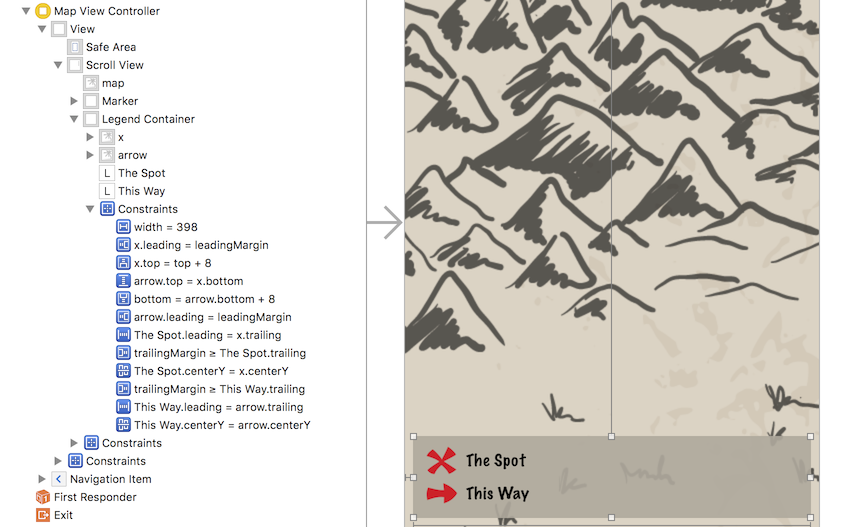 Map View Controller
View
Safe Area
Scroll View
map
Marker
Legend Container
x
arrow
L The Spot
L This Way
Constraints
width = 398
x.leading = leadingMargin
x.top = top + 8
arrow.top = x.bottom
bottom = arrow.bottom + 8
arrow.leading = leadingMargin
The Spot.leading = x.trailing
trailingMargin ≥ The Spot.trailing
The Spot.centerY = x.centerY
trailingMargin ≥ This Way.trailing
This Way.leading = arrow.trailing
This Way.centerY = arrow.centerY
Constraints
Constraints
Navigation Item
First Responder
Exit
The Spot
This Way